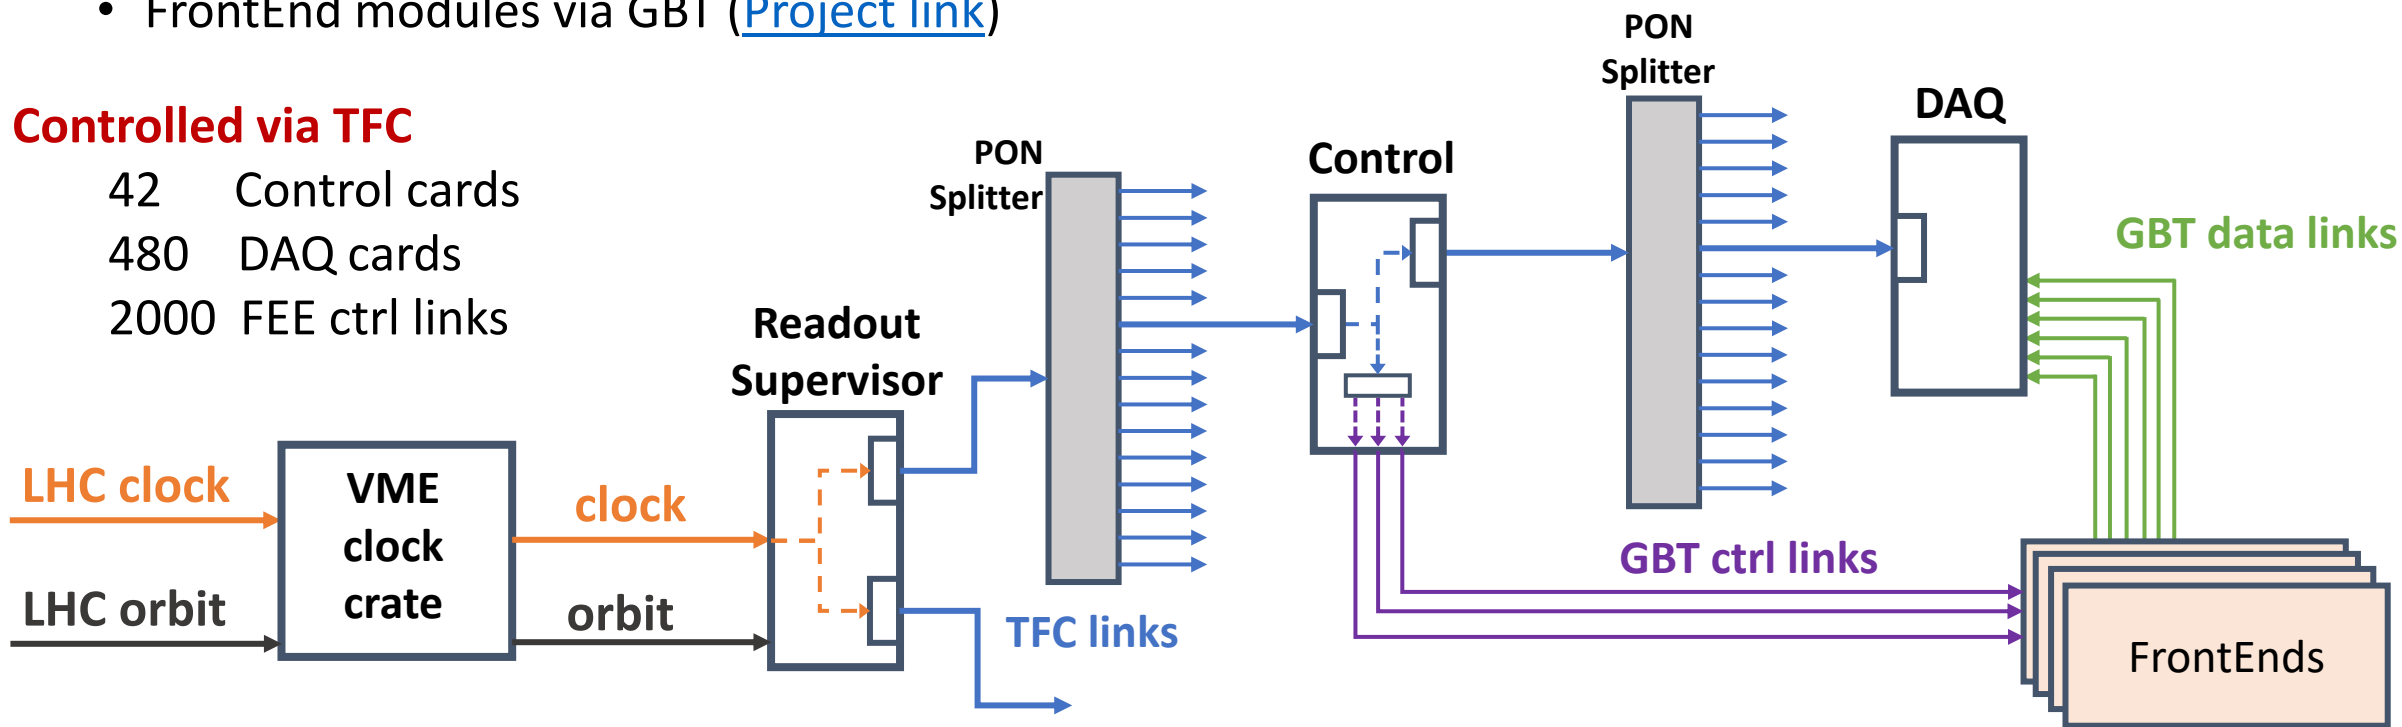 • FrontEnd modules via GBT (Project link)
Controlled via TFC
42 Control cards
480 DAQ cards
2000 FEE ctrl links
PON
Splitter
DAQ
PON
Splitter
Control
GBT data links
Readout
Supervisor
LHC clock
VME
clock
crate
clock
LHC orbit
orbit
TFC links
GBT ctrl links
FrontEnds